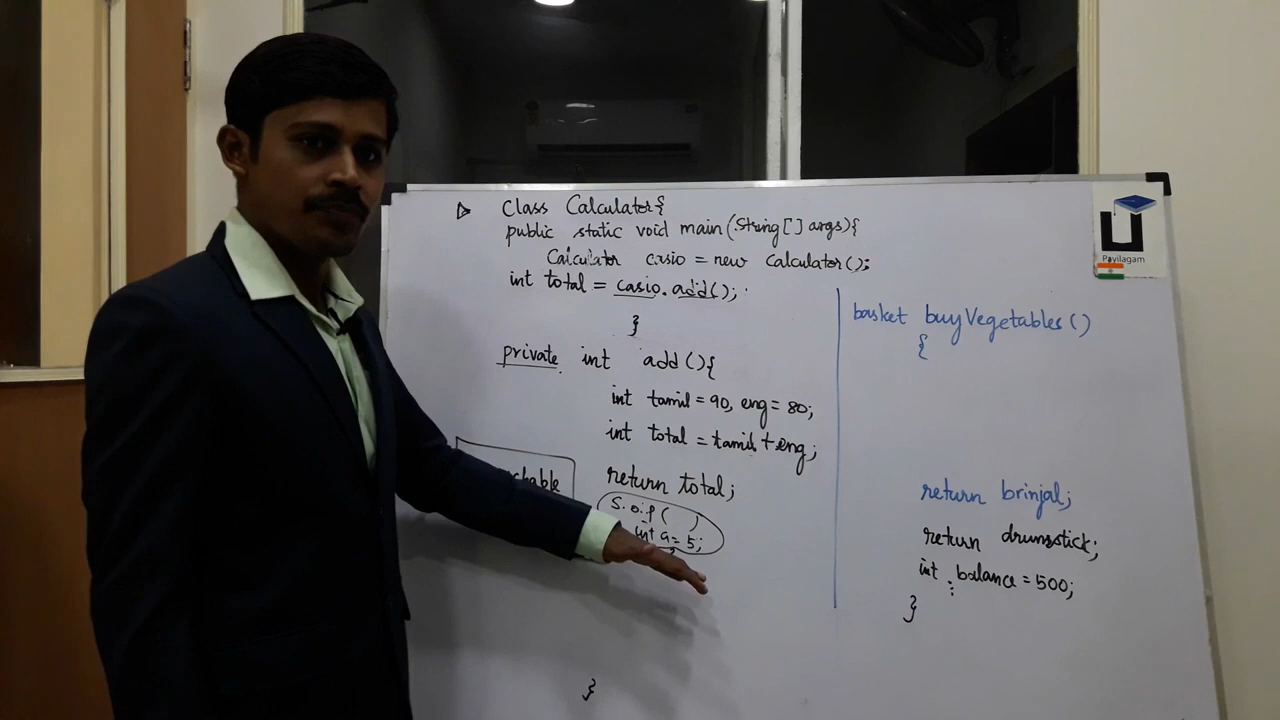 Class Calculator{
public static void main(String[] args){
Calculator casio = new calculator();
int total = casio.add();
}
private int add(){
int tamil = 90, eng = 80;
int total = tamil + eng;
return total;
int a = 5;
}
basket buyVegetables()
{
return brinjal;
return drumstick;
int balance = 500;
}
Payilagam